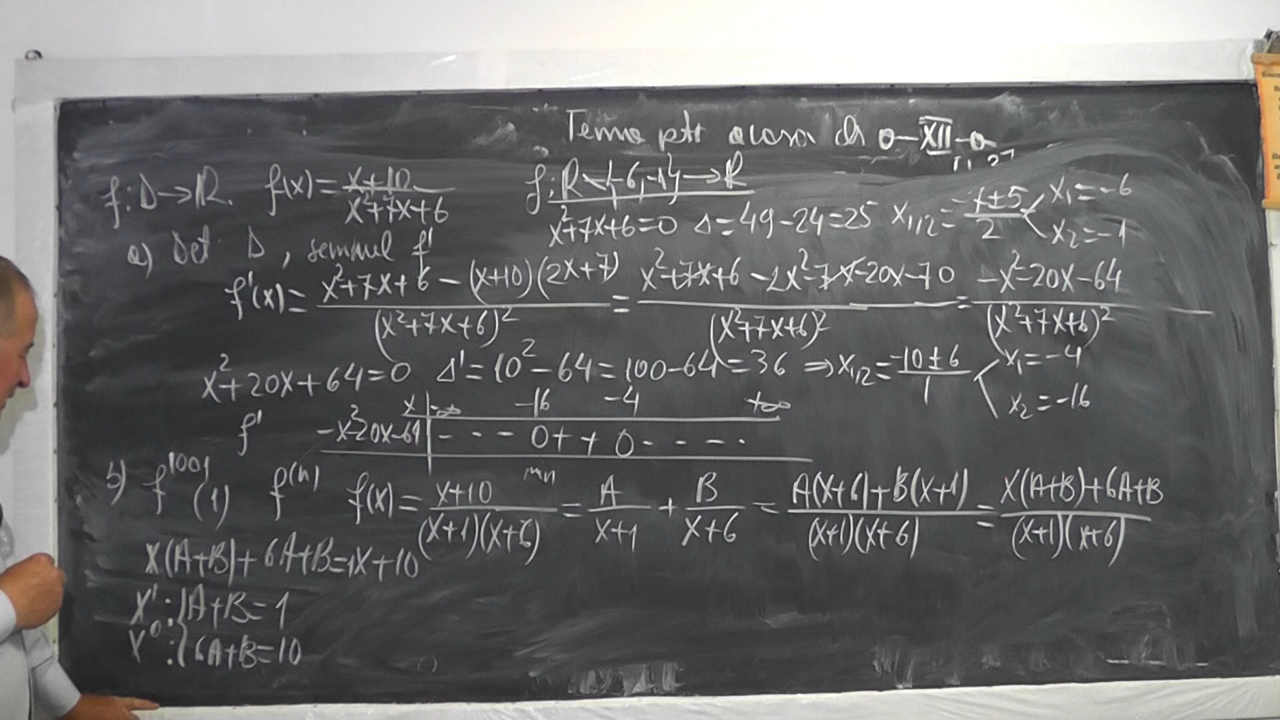 Tema ptr acasa cls a-XII-a
f: D→R. f(x)=x+10/x²+7x+6 f: R∖{-6,-1}→R
x²+7x+6=0 Δ=49-24=25 x₁/₂=-7±5/2 x₁=-6 x₂=-1
a) Det D, semnul f'
f'(x)=x²+7x+6-(x+10)(2x+7)/(x²+7x+6)²=x²+7x+6-2x²-7x-20x-70/(x²+7x+6)²=-x²-20x-64/(x²+7x+6)²
x²+20x+64=0 Δ'=10²-64=100-64=36 ⇒x₁₂=-10±6/1 x₁=-4 x₂=-16
x -∞ -16 -4 +∞
f' -x²-20x-64 - - - 0 + + 0 - - - -
b) f¹⁰⁰¹(1) f⁽ⁿ⁾ f(x)=x+10/(x+1)(x+6)=A/x+1+B/x+6=A(x+6)+B(x+1)/(x+1)(x+6)=x(A+B)+6A+B/(x+1)(x+6)
x(A+B)+6A+B=1x+10
x¹:{A+B=1
x⁰:{6A+B=10